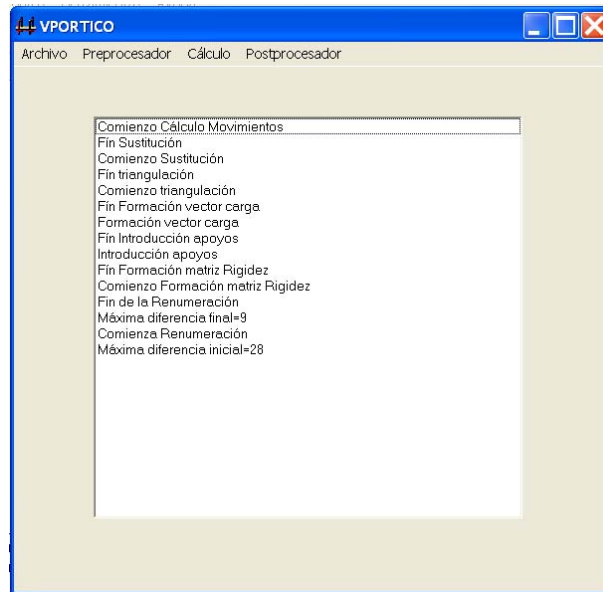 VPORTICO
Archivo Preprocesador Cálculo Postprocesador
Comienzo Cálculo Movimientos
Fín Sustitución
Comienzo Sustitución
Fín triangulación
Comienzo triangulación
Fín Formación vector carga
Formación vector carga
Fín Introducción apoyos
Introducción apoyos
Fín Formación matriz Rigidez
Comienzo Formación matriz Rigidez
Fin de la Renumeración
Máxima diferencia final=9
Comienza Renumeración
Máxima diferencia inicial=28